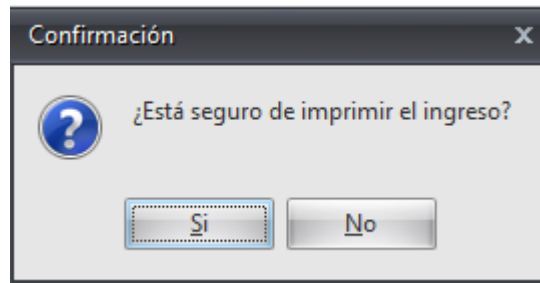 Confirmación
x
¿Está seguro de imprimir el ingreso?
?
Si
No